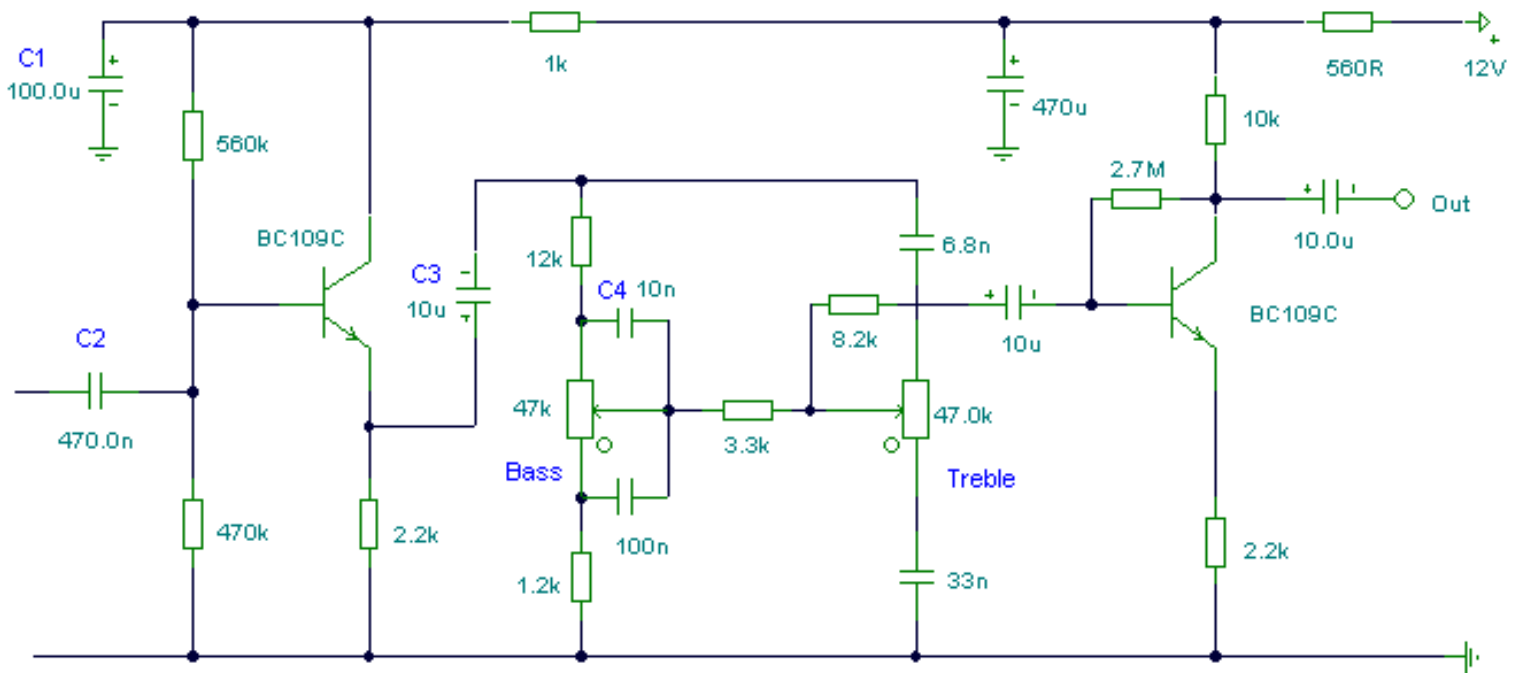 C1
100.0u
1k
470u
560R
12V
560k
10k
2.7M
Out
10.0u
BC109C
12k
6.8n
C3
10u
C4 10n
8.2k
10u
BC109C
C2
470.0n
47k
3.3k
47.0k
Bass
Treble
470k
2.2k
100n
1.2k
33n
2.2k